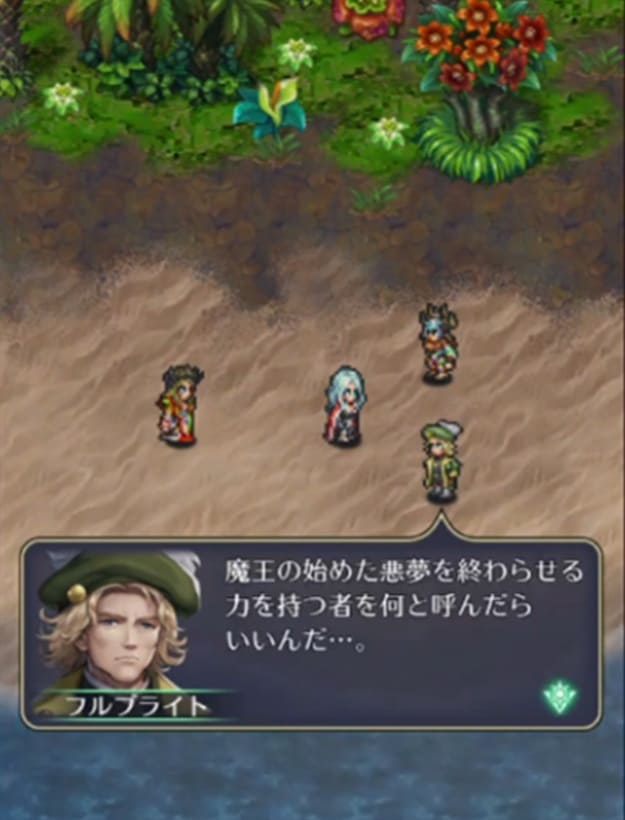 魔王の始めた悪夢を終わらせる
力を持つ者を何と呼んだら
いいんだ…。
フルブライト